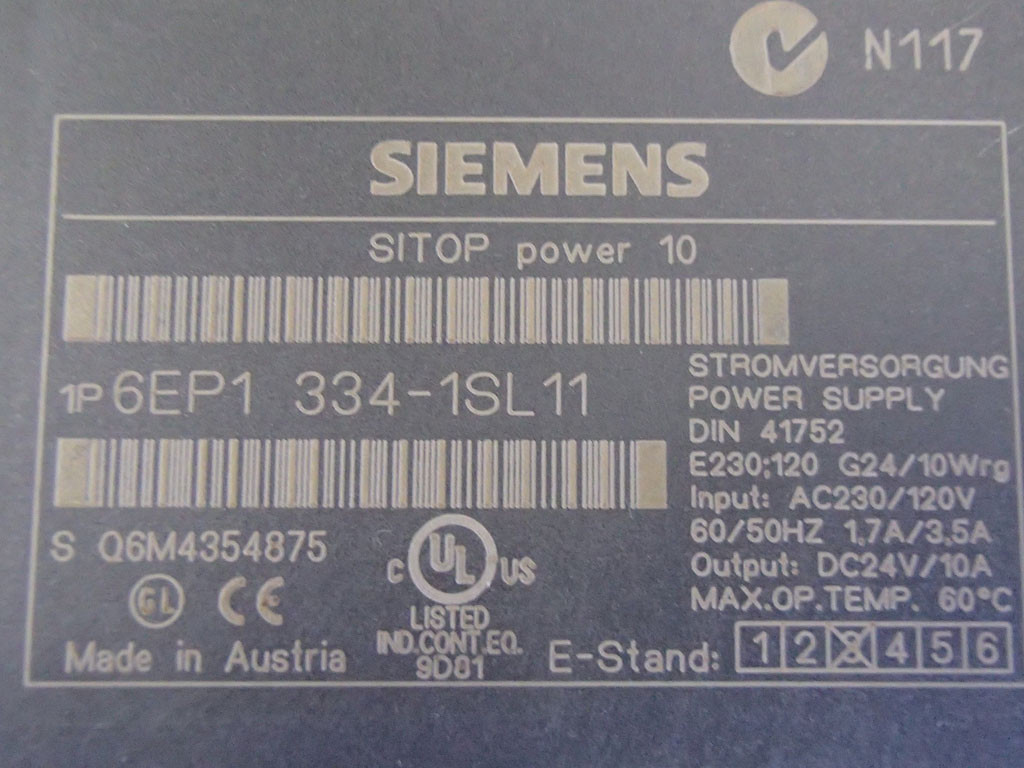 N117
SIEMENS
SITOP power 10
1P 6EP1 334-1SL11
STROMVERSORGUNG
POWER SUPPLY
DIN 41752
E230;120 G24/10Wrg
Input: AC230/120V
60/50HZ 1,7A/3,5A
Output: DC24V/10A
MAX.OP.TEMP. 60°C
S Q6M4354875
GL CE
c UL US
LISTED
IND.CONT.EQ.
9D01
Made in Austria
E-Stand: 1 2 3 4 5 6